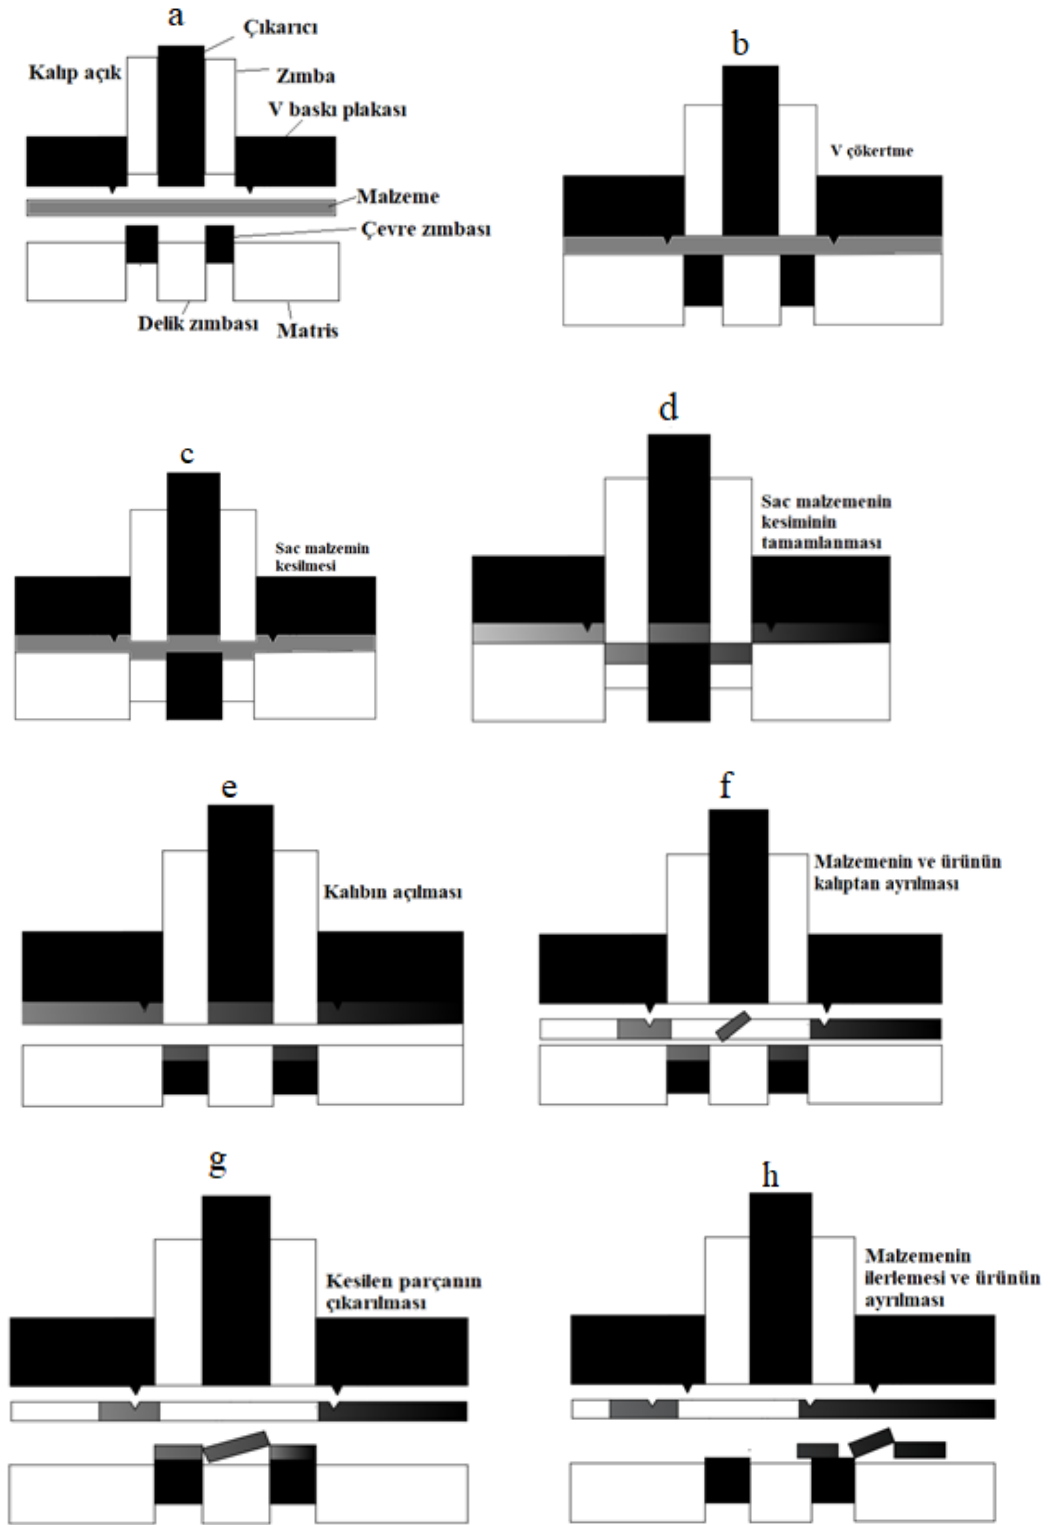 a
Çıkarıcı
Kalıp açık
Zımba
V baskı plakası
Malzeme
Çevre zımbası
Delik zımbası
Matris
b
V çökertme
c
Sac malzemin
kesilmesi
d
Sac malzemenin
kesiminin
tamamlanması
e
Kalıbın açılması
f
Malzemenin ve ürünün
kalıptan ayrılması
g
Kesilen parçanın
çıkarılması
h
Malzemenin
ilerlemesi ve ürünün
ayrılması